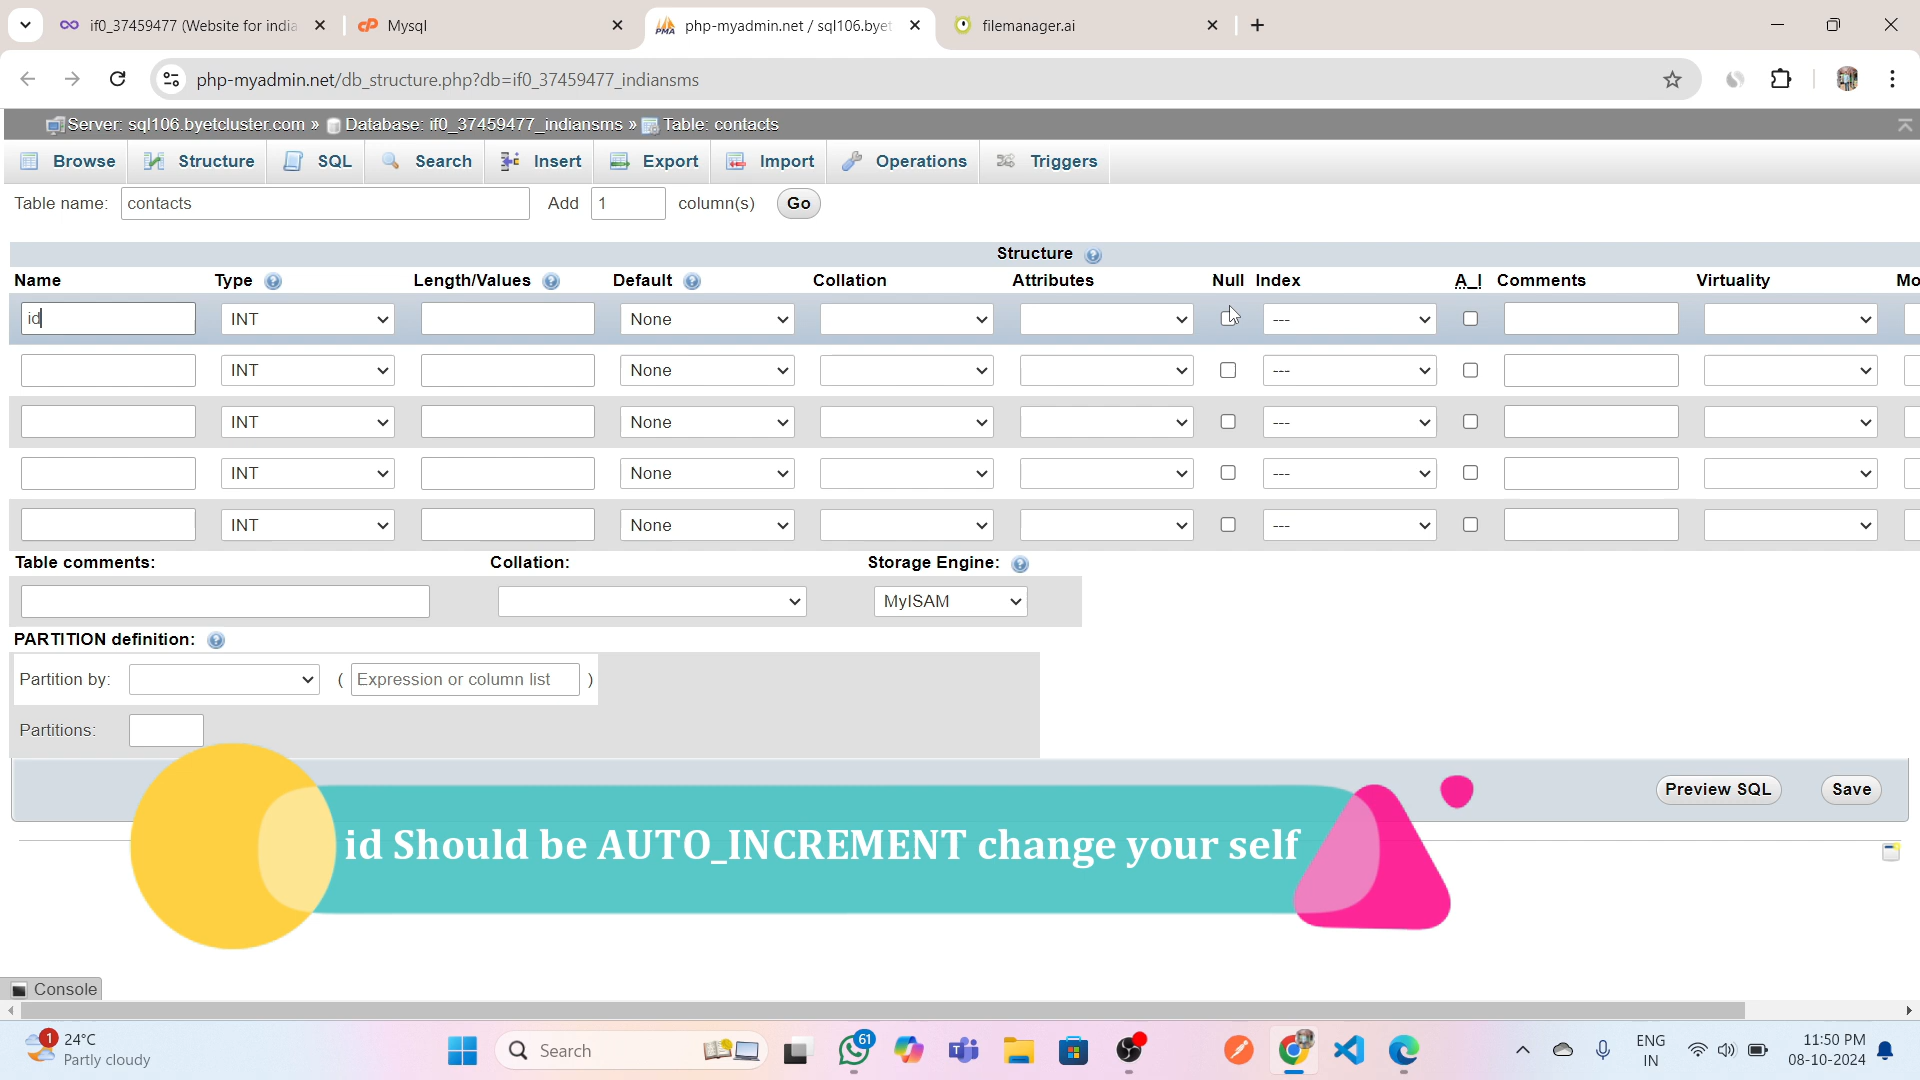 if0_37459477 (Website for india
Mysql
php-myadmin.net / sql106.byet
filemanager.ai
php-myadmin.net/db_structure.php?db=if0_37459477_indiansms
Server: sql106.byetcluster.com » Database: if0_37459477_indiansms » Table: contacts
Browse Structure SQL Search Insert Export Import Operations Triggers
Table name: contacts Add 1 column(s) Go
Structure
Name Type Length/Values Default Collation Attributes Null Index A_I Comments Virtuality Mo
id INT None ---
INT None ---
INT None ---
INT None ---
INT None ---
Table comments: Collation: Storage Engine:
MyISAM
PARTITION definition:
Partition by: ( Expression or column list )
Partitions:
Preview SQL Save
id Should be AUTO_INCREMENT change your self
Console
1 24°C
Partly cloudy
Search
61
ENG
IN
11:50 PM
08-10-2024